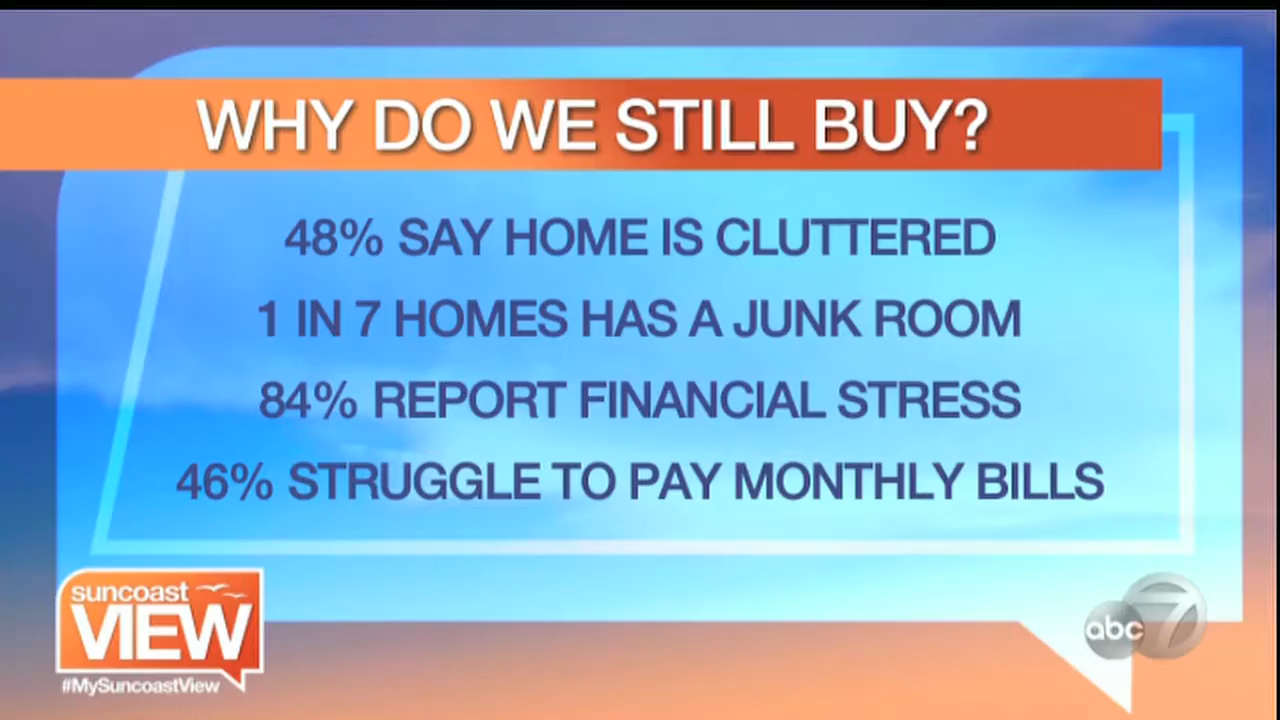 WHY DO WE STILL BUY?
48% SAY HOME IS CLUTTERED
1 IN 7 HOMES HAS A JUNK ROOM
84% REPORT FINANCIAL STRESS
46% STRUGGLE TO PAY MONTHLY BILLS
suncoast
VIEW
#MySuncoastView
abc 7